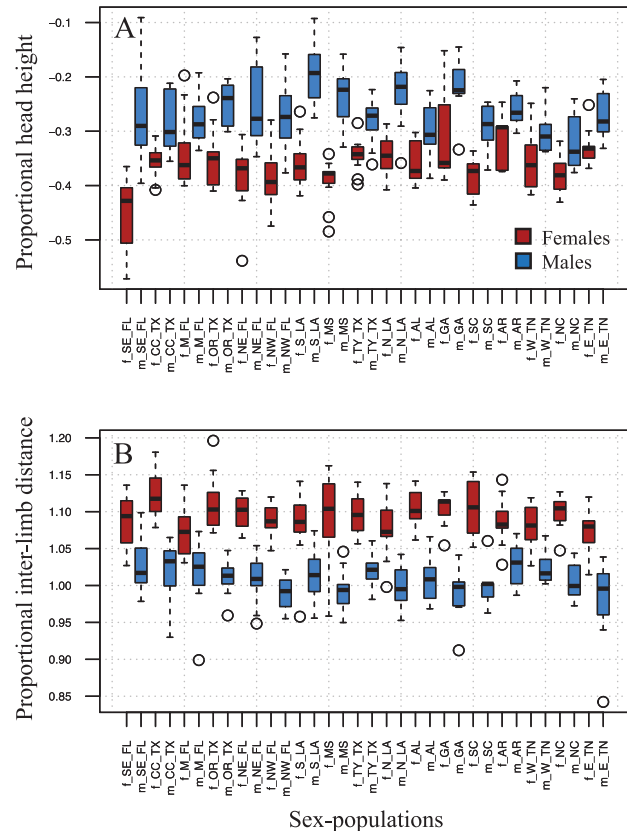 A
Proportional head height
−0.1
−0.2
−0.3
−0.4
−0.5
Females
Males
f_SE_FL
m_SE_FL
f_CC_TX
m_CC_TX
f_M_FL
m_M_FL
f_OR_TX
m_OR_TX
f_NE_FL
m_NE_FL
f_NW_FL
m_NW_FL
f_S_LA
m_S_LA
f_MS
m_MS
f_TY_TX
m_TY_TX
f_N_LA
m_N_LA
f_AL
m_AL
f_GA
m_GA
f_SC
m_SC
f_AR
m_AR
f_W_TN
m_W_TN
f_NC
m_NC
f_E_TN
m_E_TN
B
Proportional inter-limb distance
1.20
1.15
1.10
1.05
1.00
0.95
0.90
0.85
f_SE_FL
m_SE_FL
f_CC_TX
m_CC_TX
f_M_FL
m_M_FL
f_OR_TX
m_OR_TX
f_NE_FL
m_NE_FL
f_NW_FL
m_NW_FL
f_S_LA
m_S_LA
f_MS
m_MS
f_TY_TX
m_TY_TX
f_N_LA
m_N_LA
f_AL
m_AL
f_GA
m_GA
f_SC
m_SC
f_AR
m_AR
f_W_TN
m_W_TN
f_NC
m_NC
f_E_TN
m_E_TN
Sex-populations